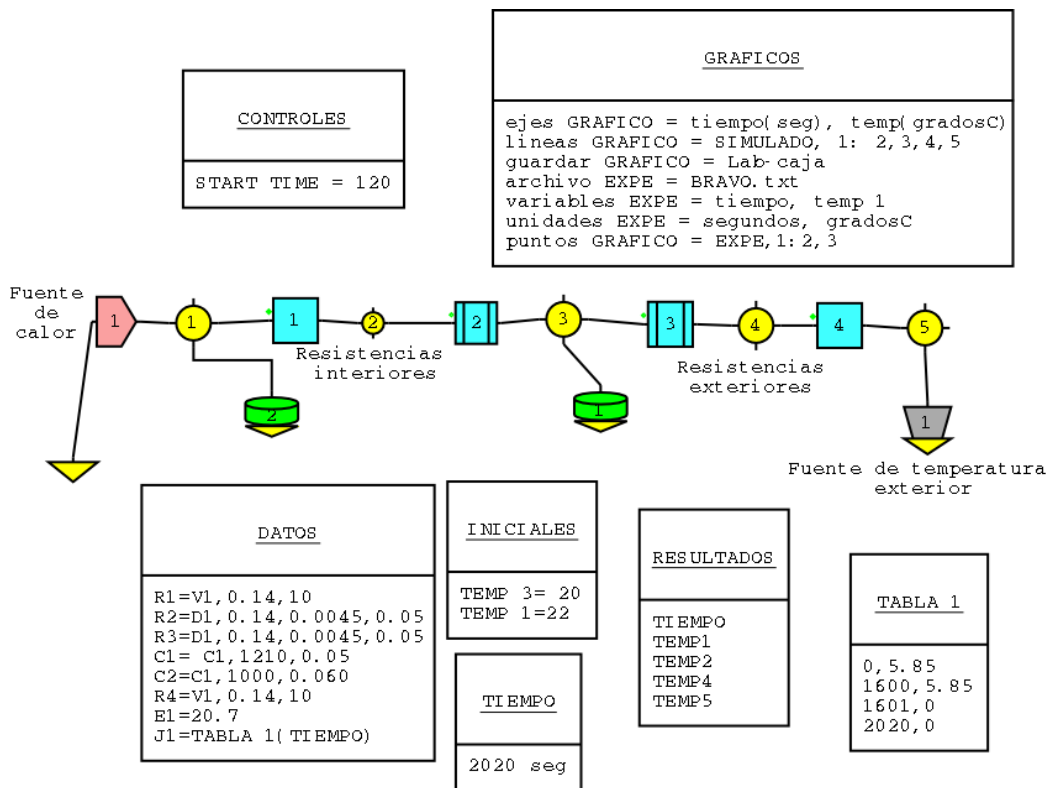 GRAFICOS
ejes GRAFICO = tiempo(seg), temp(gradosC)
lineas GRAFICO = SIMULADO, 1: 2,3,4,5
guardar GRAFICO = Lab-caja
archivo EXPE = BRAVO.txt
variables EXPE = tiempo, temp 1
unidades EXPE = segundos, gradosC
puntos GRAFICO = EXPE,1:2,3
CONTROLES
START TIME = 120
Fuente
de
calor
1
1
1
2
2
3
3
4
4
5
Resistencias
interiores
Resistencias
exteriores
2
1
1
Fuente de temperatura
exterior
DATOS
R1=V1,0.14,10
R2=D1,0.14,0.0045,0.05
R3=D1,0.14,0.0045,0.05
C1= C1,1210,0.05
C2=C1,1000,0.060
R4=V1,0.14,10
E1=20.7
J1=TABLA 1(TIEMPO)
INICIALES
TEMP 3= 20
TEMP 1=22
TIEMPO
2020 seg
RESULTADOS
TIEMPO
TEMP1
TEMP2
TEMP4
TEMP5
TABLA 1
0,5.85
1600,5.85
1601,0
2020,0